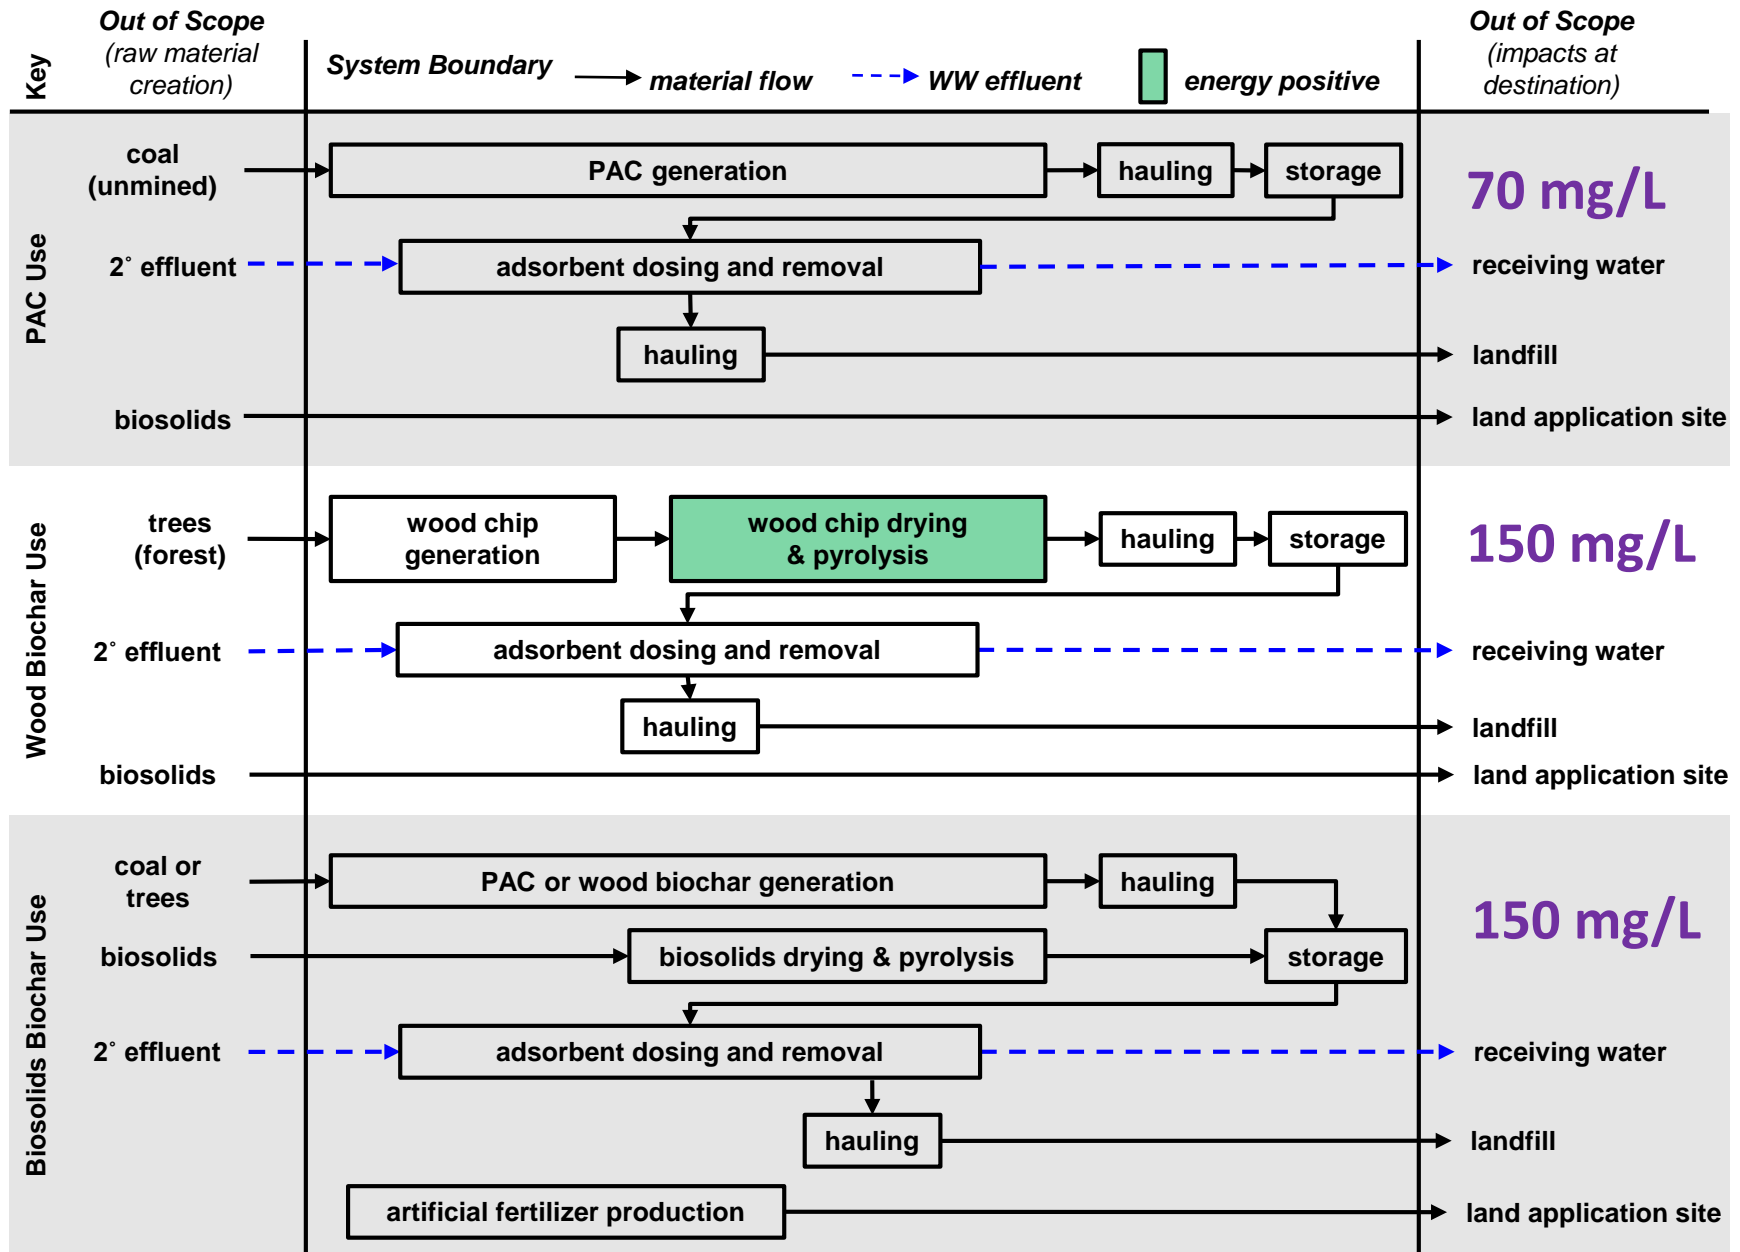 Key
Out of Scope
(raw material
creation)
System Boundary
material flow
WW effluent
energy positive
Out of Scope
(impacts at
destination)
PAC Use
coal
(unmined)
PAC generation
hauling
storage
70 mg/L
2˚ effluent
adsorbent dosing and removal
receiving water
hauling
landfill
biosolids
land application site
Wood Biochar Use
trees
(forest)
wood chip
generation
wood chip drying
& pyrolysis
hauling
storage
150 mg/L
2˚ effluent
adsorbent dosing and removal
receiving water
hauling
landfill
biosolids
land application site
Biosolids Biochar Use
coal or
trees
PAC or wood biochar generation
hauling
150 mg/L
biosolids
biosolids drying & pyrolysis
storage
2˚ effluent
adsorbent dosing and removal
receiving water
hauling
landfill
artificial fertilizer production
land application site